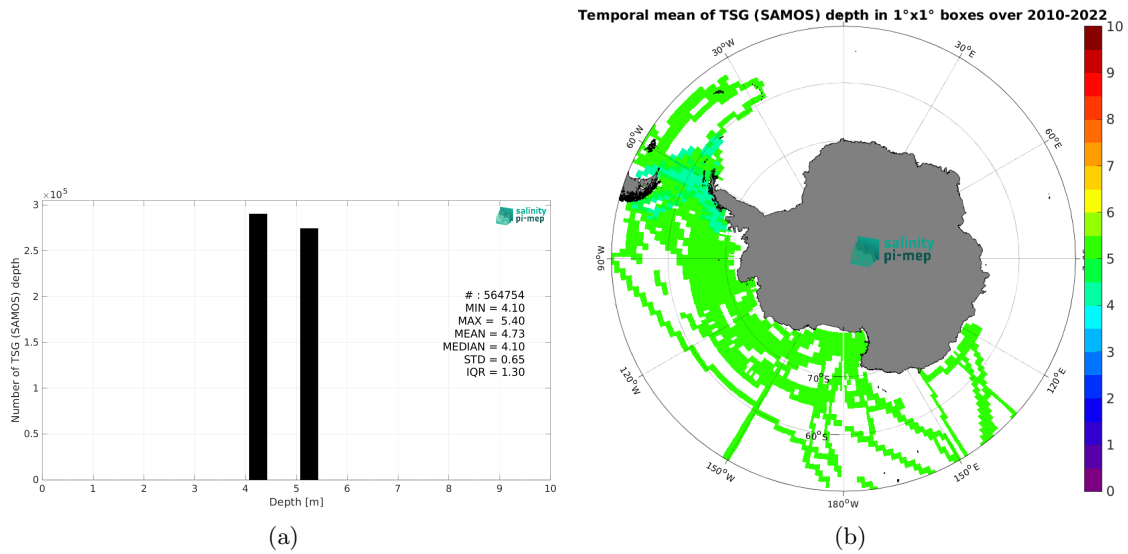 ×10⁵
3
2.5
2
1.5
1
0.5
0
0 1 2 3 4 5 6 7 8 9 10
Number of TSG (SAMOS) depth
Depth [m]
salinity
pi-mep
# : 564754
MIN = 4.10
MAX = 5.40
MEAN = 4.73
MEDIAN = 4.10
STD = 0.65
IQR = 1.30
(a)
Temporal mean of TSG (SAMOS) depth in 1°x1° boxes over 2010-2022
30°W
30°E
60°W
60°E
90°W
120°W
120°E
150°W
150°E
180°W
70°S
60°S
salinity
pi-mep
10
9
8
7
6
5
4
3
2
1
0
(b)